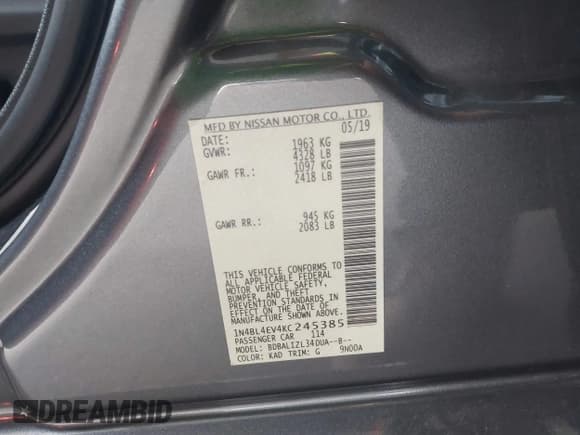 MFD BY NISSAN MOTOR CO., LTD.
DATE: 05/19
GVWR: 1963 KG
4328 LB
GAWR FR.: 1097 KG
2418 LB
GAWR RR.: 945 KG
2083 LB
THIS VEHICLE CONFORMS TO
ALL APPLICABLE FEDERAL
MOTOR VEHICLE SAFETY,
BUMPER, AND THEFT
PREVENTION STANDARDS IN
EFFECT ON THE DATE OF
MANUFACTURE SHOWN ABOVE.
1N4BL4EV4KC245385
PASSENGER CAR 114
MODEL: BDBALIZL34DUA--B--
COLOR: KAD TRIM: G 9N00A
DREAMBID